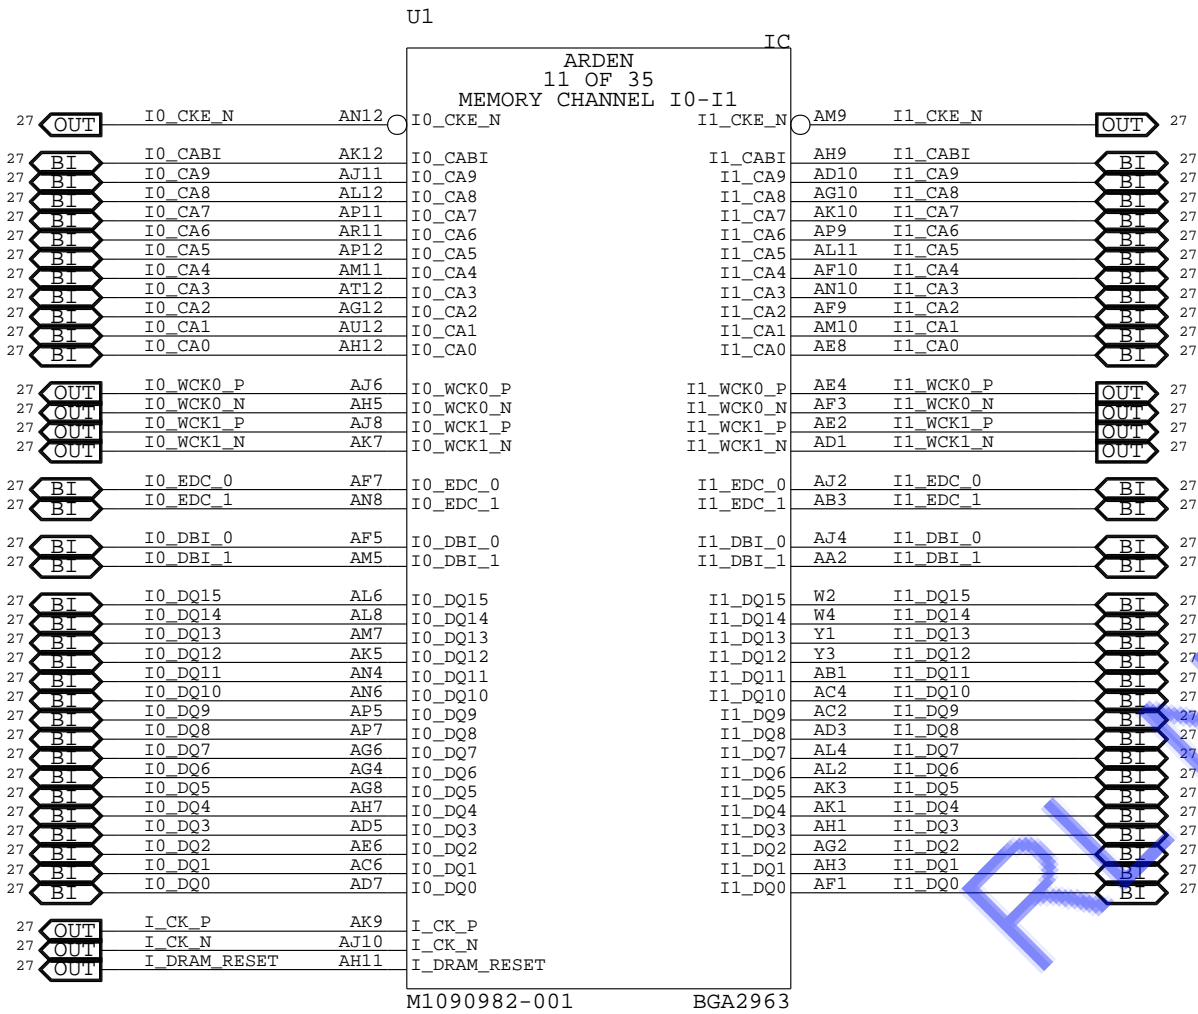 U1
IC
ARDEN
11 OF 35
MEMORY CHANNEL I0-I1
27 OUT I0_CKE_N AN12 I0_CKE_N I1_CKE_N AM9 I1_CKE_N OUT 27
27 BI I0_CABI AK12 I0_CABI I1_CABI AH9 I1_CABI BI 27
27 BI I0_CA9 AJ11 I0_CA9 I1_CA9 AD10 I1_CA9 BI 27
27 BI I0_CA8 AL12 I0_CA8 I1_CA8 AG10 I1_CA8 BI 27
27 BI I0_CA7 AP11 I0_CA7 I1_CA7 AK10 I1_CA7 BI 27
27 BI I0_CA6 AR11 I0_CA6 I1_CA6 AP9 I1_CA6 BI 27
27 BI I0_CA5 AP12 I0_CA5 I1_CA5 AL11 I1_CA5 BI 27
27 BI I0_CA4 AM11 I0_CA4 I1_CA4 AF10 I1_CA4 BI 27
27 BI I0_CA3 AT12 I0_CA3 I1_CA3 AN10 I1_CA3 BI 27
27 BI I0_CA2 AG12 I0_CA2 I1_CA2 AF9 I1_CA2 BI 27
27 BI I0_CA1 AU12 I0_CA1 I1_CA1 AM10 I1_CA1 BI 27
27 BI I0_CA0 AH12 I0_CA0 I1_CA0 AE8 I1_CA0 BI 27
27 OUT I0_WCK0_P AJ6 I0_WCK0_P I1_WCK0_P AE4 I1_WCK0_P OUT 27
27 OUT I0_WCK0_N AH5 I0_WCK0_N I1_WCK0_N AF3 I1_WCK0_N OUT 27
27 OUT I0_WCK1_P AJ8 I0_WCK1_P I1_WCK1_P AE2 I1_WCK1_P OUT 27
27 OUT I0_WCK1_N AK7 I0_WCK1_N I1_WCK1_N AD1 I1_WCK1_N OUT 27
27 BI I0_EDC_0 AF7 I0_EDC_0 I1_EDC_0 AJ2 I1_EDC_0 BI 27
27 BI I0_EDC_1 AN8 I0_EDC_1 I1_EDC_1 AB3 I1_EDC_1 BI 27
27 BI I0_DBI_0 AF5 I0_DBI_0 I1_DBI_0 AJ4 I1_DBI_0 BI 27
27 BI I0_DBI_1 AM5 I0_DBI_1 I1_DBI_1 AA2 I1_DBI_1 BI 27
27 BI I0_DQ15 AL6 I0_DQ15 I1_DQ15 W2 I1_DQ15 BI 27
27 BI I0_DQ14 AL8 I0_DQ14 I1_DQ14 W4 I1_DQ14 BI 27
27 BI I0_DQ13 AM7 I0_DQ13 I1_DQ13 Y1 I1_DQ13 BI 27
27 BI I0_DQ12 AK5 I0_DQ12 I1_DQ12 Y3 I1_DQ12 BI 27
27 BI I0_DQ11 AN4 I0_DQ11 I1_DQ11 AB1 I1_DQ11 BI 27
27 BI I0_DQ10 AN6 I0_DQ10 I1_DQ10 AC4 I1_DQ10 BI 27
27 BI I0_DQ9 AP5 I0_DQ9 I1_DQ9 AC2 I1_DQ9 BI 27
27 BI I0_DQ8 AP7 I0_DQ8 I1_DQ8 AD3 I1_DQ8 BI 27
27 BI I0_DQ7 AG6 I0_DQ7 I1_DQ7 AL4 I1_DQ7 BI 27
27 BI I0_DQ6 AG4 I0_DQ6 I1_DQ6 AL2 I1_DQ6 BI 27
27 BI I0_DQ5 AG8 I0_DQ5 I1_DQ5 AK3 I1_DQ5 BI 27
27 BI I0_DQ4 AH7 I0_DQ4 I1_DQ4 AK1 I1_DQ4 BI 27
27 BI I0_DQ3 AD5 I0_DQ3 I1_DQ3 AH1 I1_DQ3 BI 27
27 BI I0_DQ2 AE6 I0_DQ2 I1_DQ2 AG2 I1_DQ2 BI 27
27 BI I0_DQ1 AC6 I0_DQ1 I1_DQ1 AH3 I1_DQ1 BI 27
27 BI I0_DQ0 AD7 I0_DQ0 I1_DQ0 AF1 I1_DQ0 BI 27
27 OUT I_CK_P AK9 I_CK_P
27 OUT I_CK_N AJ10 I_CK_N
27 OUT I_DRAM_RESET AH11 I_DRAM_RESET
M1090982-001 BGA2963